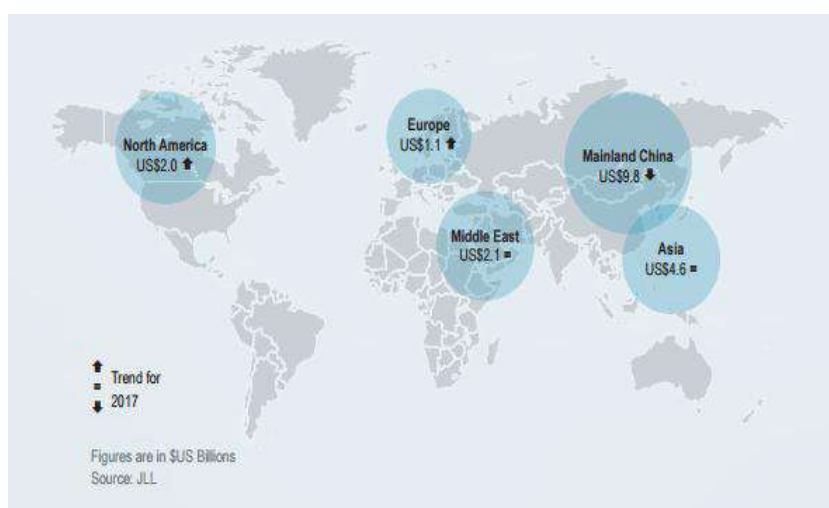 North America
US$2.0 ⬆
Europe
US$1.1 ⬆
Mainland China
US$9.8 ⬇
Middle East
US$2.1 =
Asia
US$4.6 =
⬆
= Trend for
⬇ 2017
Figures are in $US Billions
Source: JLL